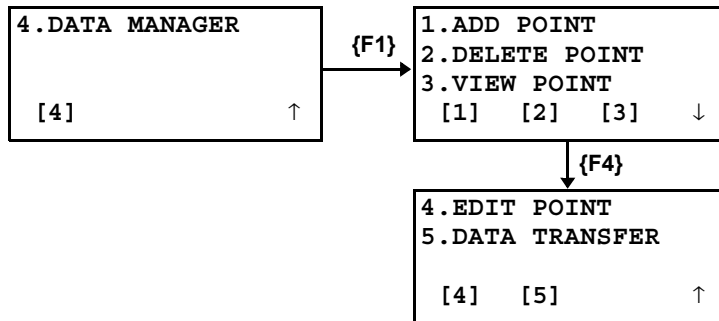 4.DATA MANAGER
[4] ↑
{F1}
1.ADD POINT
2.DELETE POINT
3.VIEW POINT
[1] [2] [3] ↓
{F4}
4.EDIT POINT
5.DATA TRANSFER
[4] [5] ↑